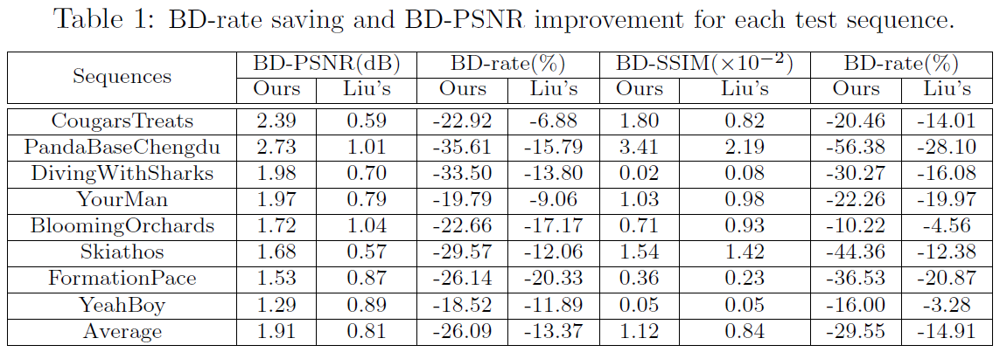 Table 1: BD-rate saving and BD-PSNR improvement for each test sequence.
Sequences BD-PSNR(dB) BD-rate(%) BD-SSIM(×10−2) BD-rate(%)
Ours Liu's Ours Liu's Ours Liu's Ours Liu's
CougarsTreats 2.39 0.59 -22.92 -6.88 1.80 0.82 -20.46 -14.01
PandaBaseChengdu 2.73 1.01 -35.61 -15.79 3.41 2.19 -56.38 -28.10
DivingWithSharks 1.98 0.70 -33.50 -13.80 0.02 0.08 -30.27 -16.08
YourMan 1.97 0.79 -19.79 -9.06 1.03 0.98 -22.26 -19.97
BloomingOrchards 1.72 1.04 -22.66 -17.17 0.71 0.93 -10.22 -4.56
Skiathos 1.68 0.57 -29.57 -12.06 1.54 1.42 -44.36 -12.38
FormationPace 1.53 0.87 -26.14 -20.33 0.36 0.23 -36.53 -20.87
YeahBoy 1.29 0.89 -18.52 -11.89 0.05 0.05 -16.00 -3.28
Average 1.91 0.81 -26.09 -13.37 1.12 0.84 -29.55 -14.91